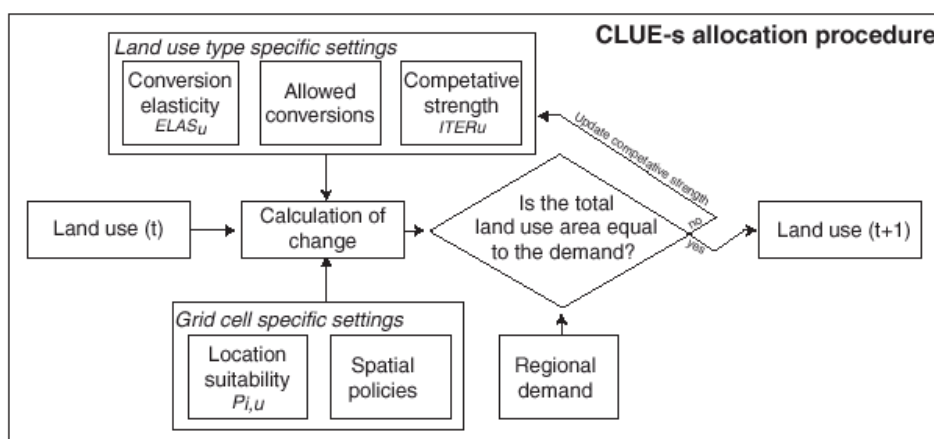 CLUE-s allocation procedure
Land use type specific settings
Conversion
elasticity
ELASu
Allowed
conversions
Competative
strength
ITERu
Update competative strength
Land use (t)
Calculation of
change
Is the total
land use area equal
to the demand?
no
yes
Land use (t+1)
Grid cell specific settings
Location
suitability
Pi,u
Spatial
policies
Regional
demand